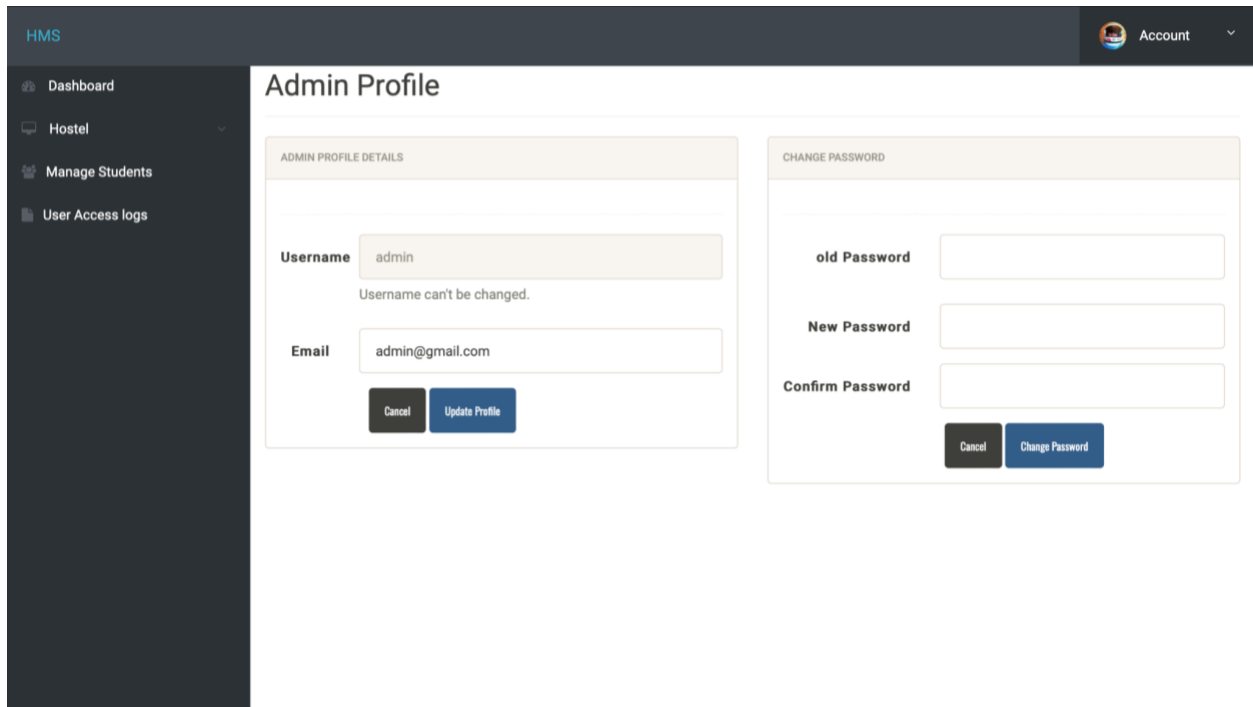 HMS
Account
Dashboard
Hostel
Manage Students
User Access logs
Admin Profile
ADMIN PROFILE DETAILS
Username
admin
Username can't be changed.
Email
admin@gmail.com
Cancel
Update Profile
CHANGE PASSWORD
old Password
New Password
Confirm Password
Cancel
Change Password